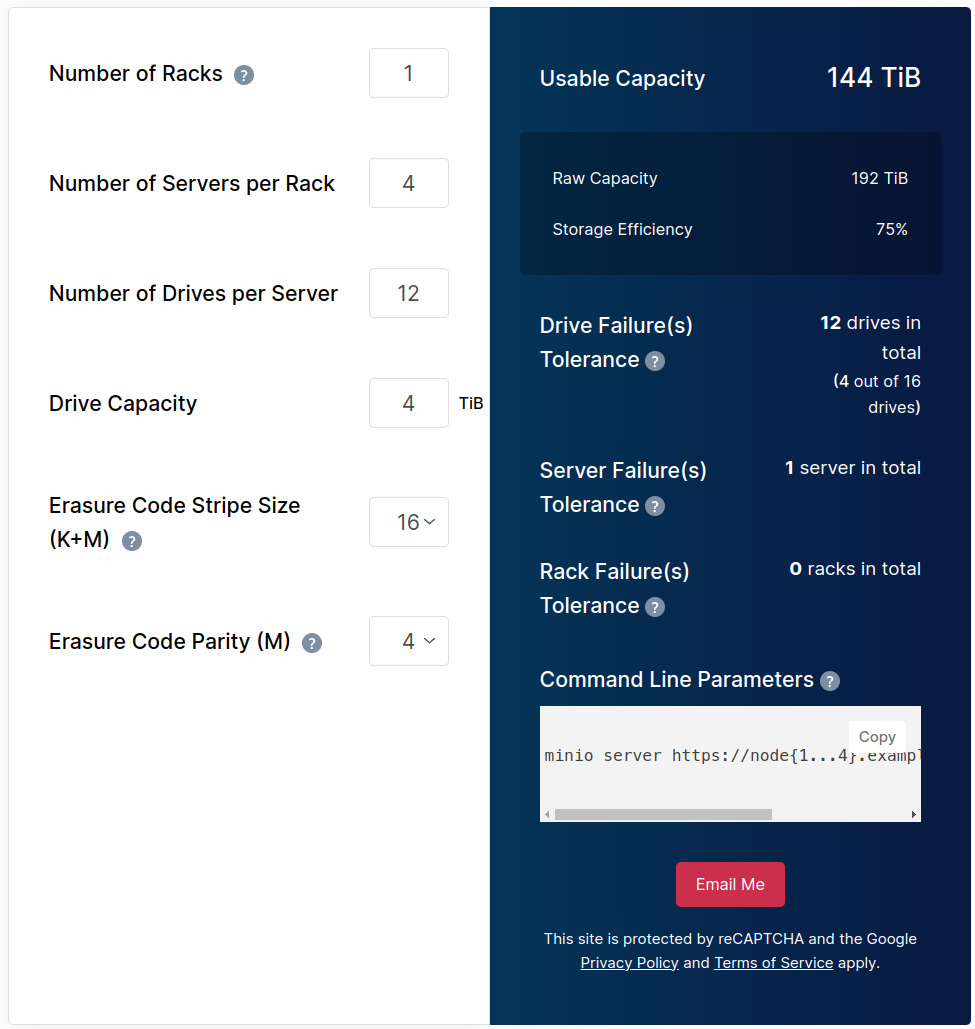 Number of Racks ?
1
Number of Servers per Rack
4
Number of Drives per Server
12
Drive Capacity
4
TiB
Erasure Code Stripe Size
(K+M) ?
16
Erasure Code Parity (M) ?
4
Usable Capacity
144 TiB
Raw Capacity
192 TiB
Storage Efficiency
75%
Drive Failure(s)
Tolerance ?
12 drives in
total
(4 out of 16
drives)
Server Failure(s)
Tolerance ?
1 server in total
Rack Failure(s)
Tolerance ?
0 racks in total
Command Line Parameters ?
Copy
minio server https://node{1...4}.exampl
Email Me
This site is protected by reCAPTCHA and the Google
Privacy Policy and Terms of Service apply.